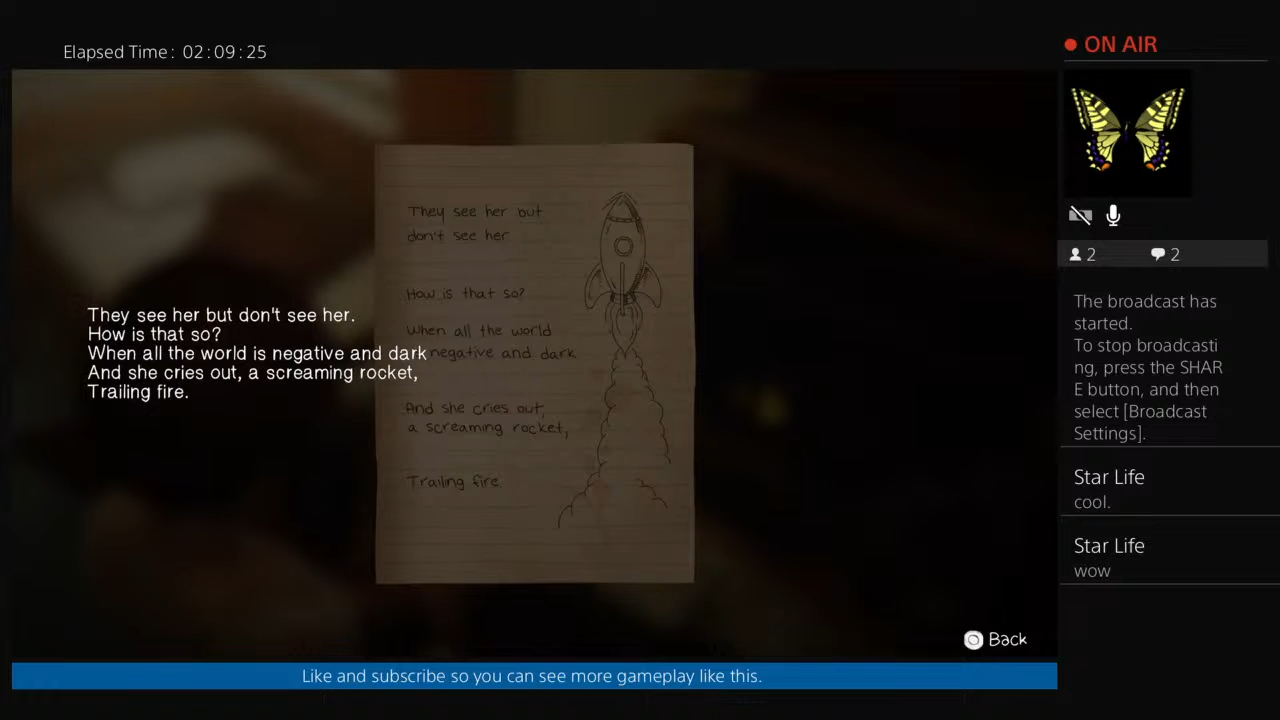 Elapsed Time: 02:09:25
ON AIR
2
2
They see her but
don't see her
How is that so?
When all the world
negative and dark
And she cries out,
a screaming rocket,
Trailing fire.
They see her but don't see her.
How is that so?
When all the world is negative and dark
And she cries out, a screaming rocket,
Trailing fire.
The broadcast has
started.
To stop broadcasti
ng, press the SHAR
E button, and then
select [Broadcast
Settings].
Star Life
cool.
Star Life
wow
Back
Like and subscribe so you can see more gameplay like this.